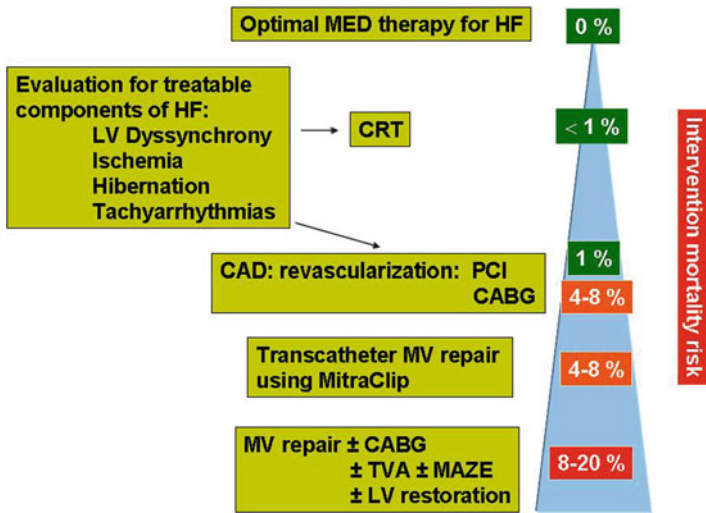 Optimal MED therapy for HF
0 %
Evaluation for treatable
components of HF:
LV Dyssynchrony
Ischemia
Hibernation
Tachyarrhythmias
CRT
< 1 %
CAD: revascularization: PCI
CABG
1 %
4-8 %
Transcatheter MV repair
using MitraClip
4-8 %
MV repair ± CABG
± TVA ± MAZE
± LV restoration
8-20 %
Intervention mortality risk